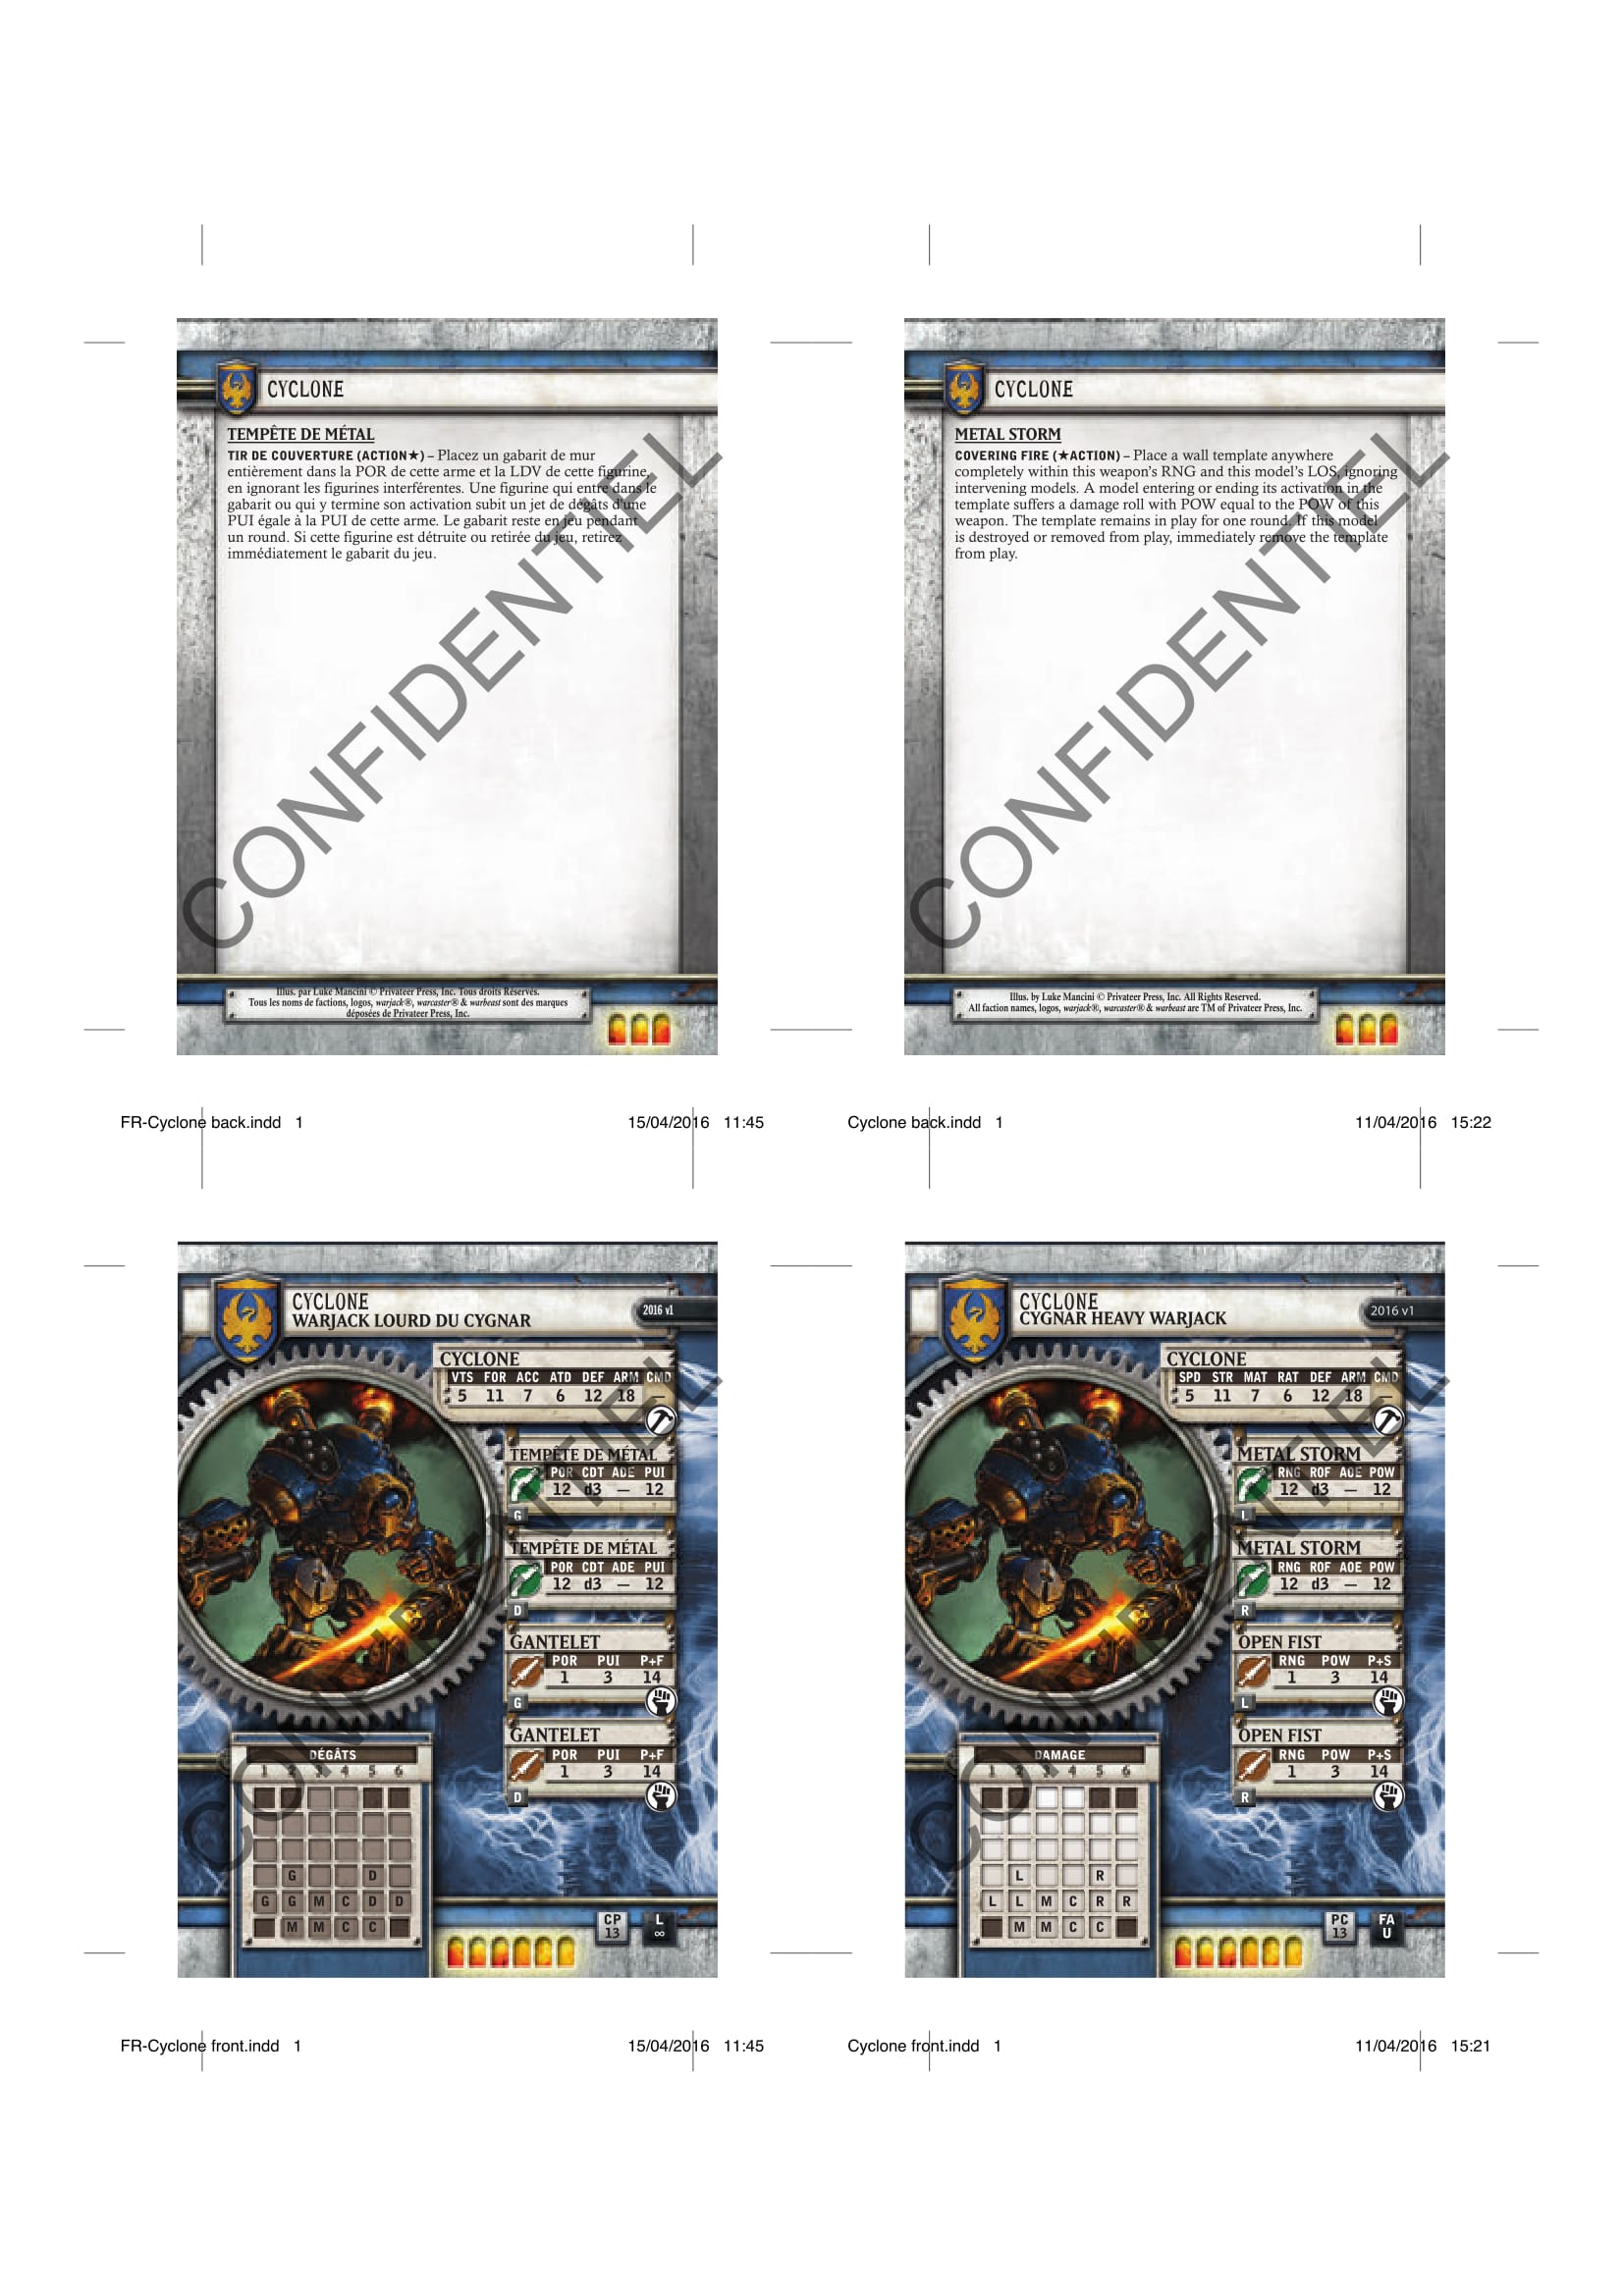 CYCLONE
TEMPÊTE DE MÉTAL
TIR DE COUVERTURE (ACTION★) – Placez un gabarit de mur
entièrement dans la POR de cette arme et la LDV de cette figurine,
en ignorant les figurines interférentes. Une figurine qui entre dans le
gabarit ou qui y termine son activation subit un jet de dégâts d'une
PUI égale à la PUI de cette arme. Le gabarit reste en jeu pendant
un round. Si cette figurine est détruite ou retirée du jeu, retirez
immédiatement le gabarit du jeu.
CONFIDENTIEL
Illus. par Luke Mancini © Privateer Press, Inc. Tous droits Réservés.
Tous les noms de factions, logos, warjack®, warcaster® & warbeast sont des marques
déposées de Privateer Press, Inc.
FR-Cyclone back.indd 1
15/04/2016 11:45
CYCLONE
METAL STORM
COVERING FIRE (★ACTION) – Place a wall template anywhere
completely within this weapon's RNG and this model's LOS, ignoring
intervening models. A model entering or ending its activation in the
template suffers a damage roll with POW equal to the POW of this
weapon. The template remains in play for one round. If this model
is destroyed or removed from play, immediately remove the template
from play.
CONFIDENTIEL
Illus. by Luke Mancini © Privateer Press, Inc. All Rights Reserved.
All faction names, logos, warjack®, warcaster® & warbeast are TM of Privateer Press, Inc.
Cyclone back.indd 1
11/04/2016 15:22
CYCLONE
WARJACK LOURD DU CYGNAR
2016 v1
CYCLONE
VTS FOR ACC ATD DEF ARM CMD
5 11 7 6 12 18 —
TEMPÊTE DE MÉTAL
POR CDT ADE PUI
12 d3 — 12
G
TEMPÊTE DE MÉTAL
POR CDT ADE PUI
12 d3 — 12
D
GANTELET
POR PUI P+F
1 3 14
G
GANTELET
POR PUI P+F
1 3 14
D
DÉGÂTS
1 2 3 4 5 6
G D
G G M C D D
M M C C
CP
13
L
∞
CONFIDENTIEL
FR-Cyclone front.indd 1
15/04/2016 11:45
CYCLONE
CYGNAR HEAVY WARJACK
2016 v1
CYCLONE
SPD STR MAT RAT DEF ARM CMD
5 11 7 6 12 18 —
METAL STORM
RNG ROF AOE POW
12 d3 — 12
L
METAL STORM
RNG ROF AOE POW
12 d3 — 12
R
OPEN FIST
RNG POW P+S
1 3 14
L
OPEN FIST
RNG POW P+S
1 3 14
R
DAMAGE
1 2 3 4 5 6
L R
L L M C R R
M M C C
PC
13
FA
U
CONFIDENTIEL
Cyclone front.indd 1
11/04/2016 15:21